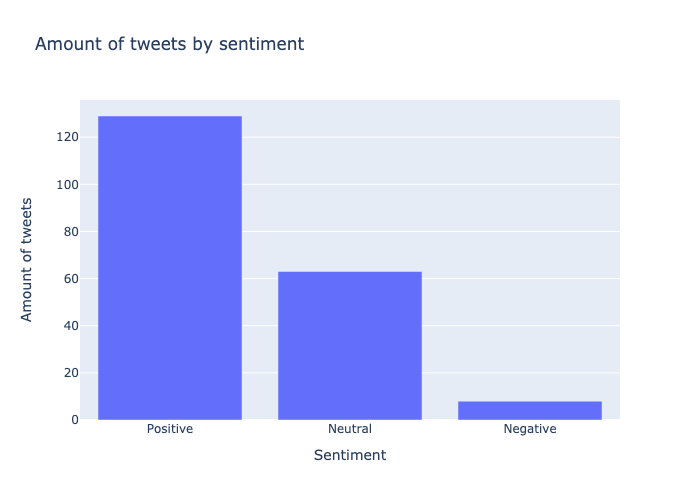 Amount of tweets by sentiment
Amount of tweets
120
100
80
60
40
20
0
Positive
Neutral
Negative
Sentiment